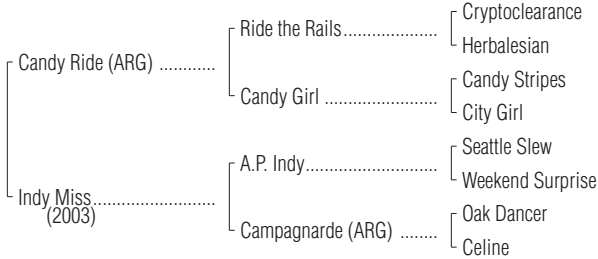 Cryptoclearance
Ride the Rails.....................
Herbalesian
Candy Ride (ARG) ............
Candy Stripes
Candy Girl .........................
City Girl
Seattle Slew
A.P. Indy.............................
Weekend Surprise
Indy Miss...........................
(2003)
Oak Dancer
Campagnarde (ARG) ........
Celine